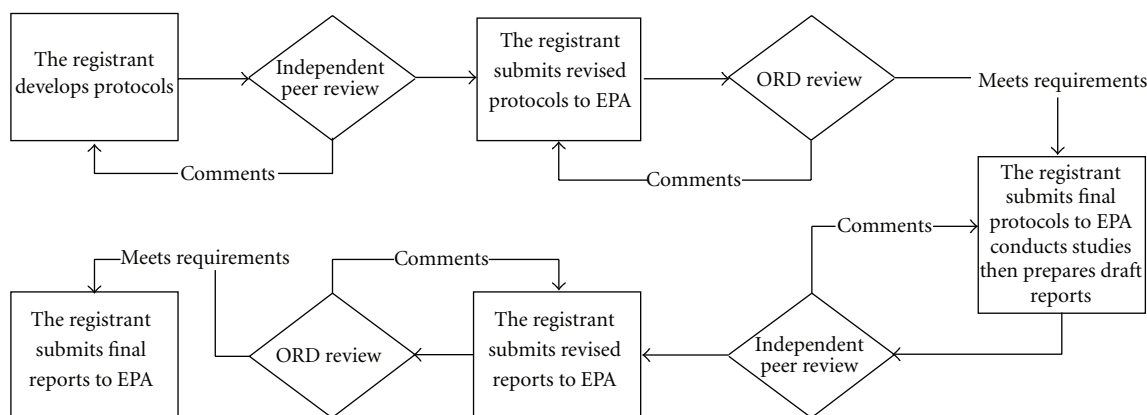 The registrant
develops protocols
Independent
peer review
Comments
The registrant
submits revised
protocols to EPA
ORD review
Comments
Meets requirements
The registrant
submits final
protocols to EPA
conducts studies
then prepares draft
reports
Comments
Independent
peer review
The registrant
submits revised
reports to EPA
Comments
ORD review
Meets requirements
The registrant
submits final
reports to EPA